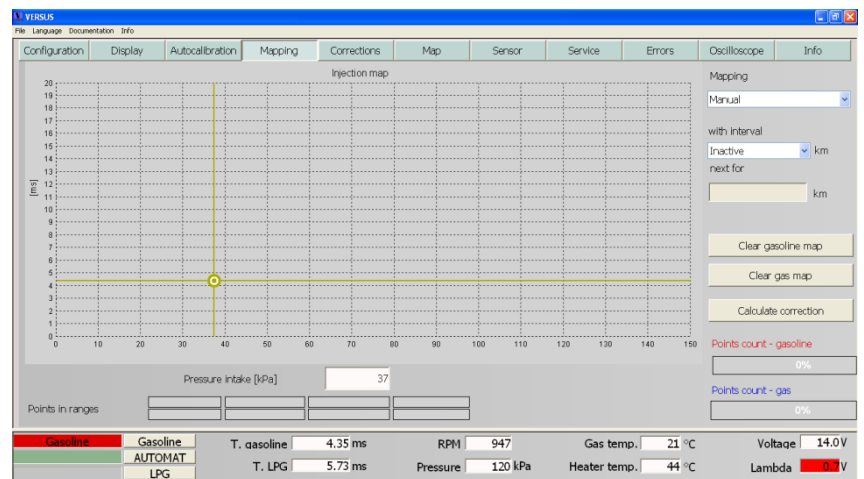 VERSUS
File Language Documentation Info
Configuration Display Autocalibration Mapping Corrections Map Sensor Service Errors Oscilloscope Info
Injection map
Mapping
Manual
with interval
Inactive km
next for
km
Clear gasoline map
Clear gas map
Calculate correction
Points count - gasoline
0%
Points count - gas
0%
[ms]
20
19
18
17
16
15
14
13
12
11
10
9
8
7
6
5
4
3
2
1
0
0 10 20 30 40 50 60 70 80 90 100 110 120 130 140 150
Pressure intake [kPa] 37
Points in ranges
Gasoline Gasoline T. gasoline 4.35 ms RPM 947 Gas temp. 21 °C Voltage 14.0 V
AUTOMAT
LPG T. LPG 5.73 ms Pressure 120 kPa Heater temp. 44 °C Lambda 0.7 V